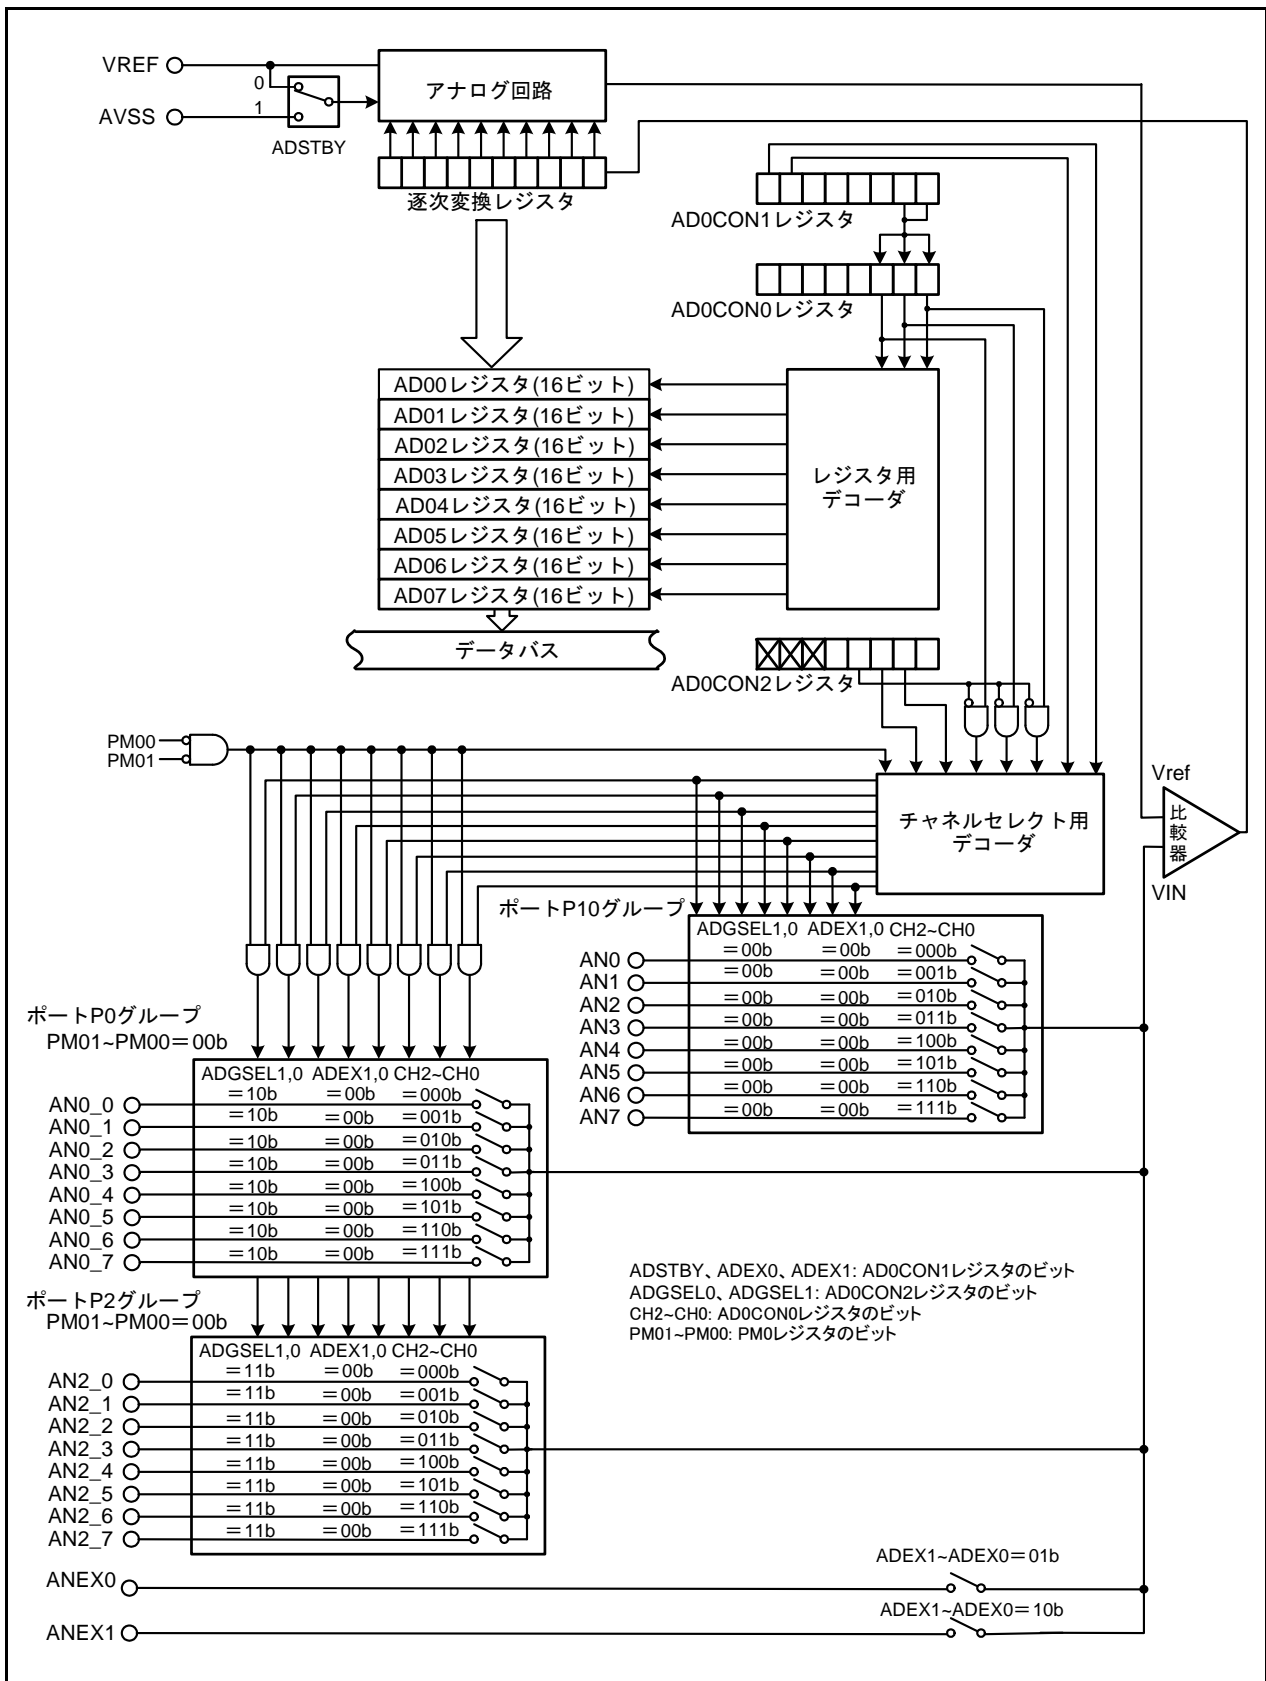 VREF
AVSS
0
1
ADSTBY
アナログ回路
逐次変換レジスタ
AD0CON1レジスタ
AD0CON0レジスタ
AD00レジスタ(16ビット)
AD01レジスタ(16ビット)
AD02レジスタ(16ビット)
AD03レジスタ(16ビット)
AD04レジスタ(16ビット)
AD05レジスタ(16ビット)
AD06レジスタ(16ビット)
AD07レジスタ(16ビット)
レジスタ用
デコーダ
データバス
AD0CON2レジスタ
PM00
PM01
チャネルセレクト用
デコーダ
Vref
比較器
VIN
ポートP10グループ
ADGSEL1,0 ADEX1,0 CH2~CH0
AN0 =00b =00b =000b
AN1 =00b =00b =001b
AN2 =00b =00b =010b
AN3 =00b =00b =011b
AN4 =00b =00b =100b
AN5 =00b =00b =101b
AN6 =00b =00b =110b
AN7 =00b =00b =111b
ポートP0グループ
PM01~PM00=00b
ADGSEL1,0 ADEX1,0 CH2~CH0
AN0_0 =10b =00b =000b
AN0_1 =10b =00b =001b
AN0_2 =10b =00b =010b
AN0_3 =10b =00b =011b
AN0_4 =10b =00b =100b
AN0_5 =10b =00b =101b
AN0_6 =10b =00b =110b
AN0_7 =10b =00b =111b
ADSTBY、ADEX0、ADEX1: AD0CON1レジスタのビット
ADGSEL0、ADGSEL1: AD0CON2レジスタのビット
CH2~CH0: AD0CON0レジスタのビット
PM01~PM00: PM0レジスタのビット
ポートP2グループ
PM01~PM00=00b
ADGSEL1,0 ADEX1,0 CH2~CH0
AN2_0 =11b =00b =000b
AN2_1 =11b =00b =001b
AN2_2 =11b =00b =010b
AN2_3 =11b =00b =011b
AN2_4 =11b =00b =100b
AN2_5 =11b =00b =101b
AN2_6 =11b =00b =110b
AN2_7 =11b =00b =111b
ANEX0
ADEX1~ADEX0=01b
ANEX1
ADEX1~ADEX0=10b